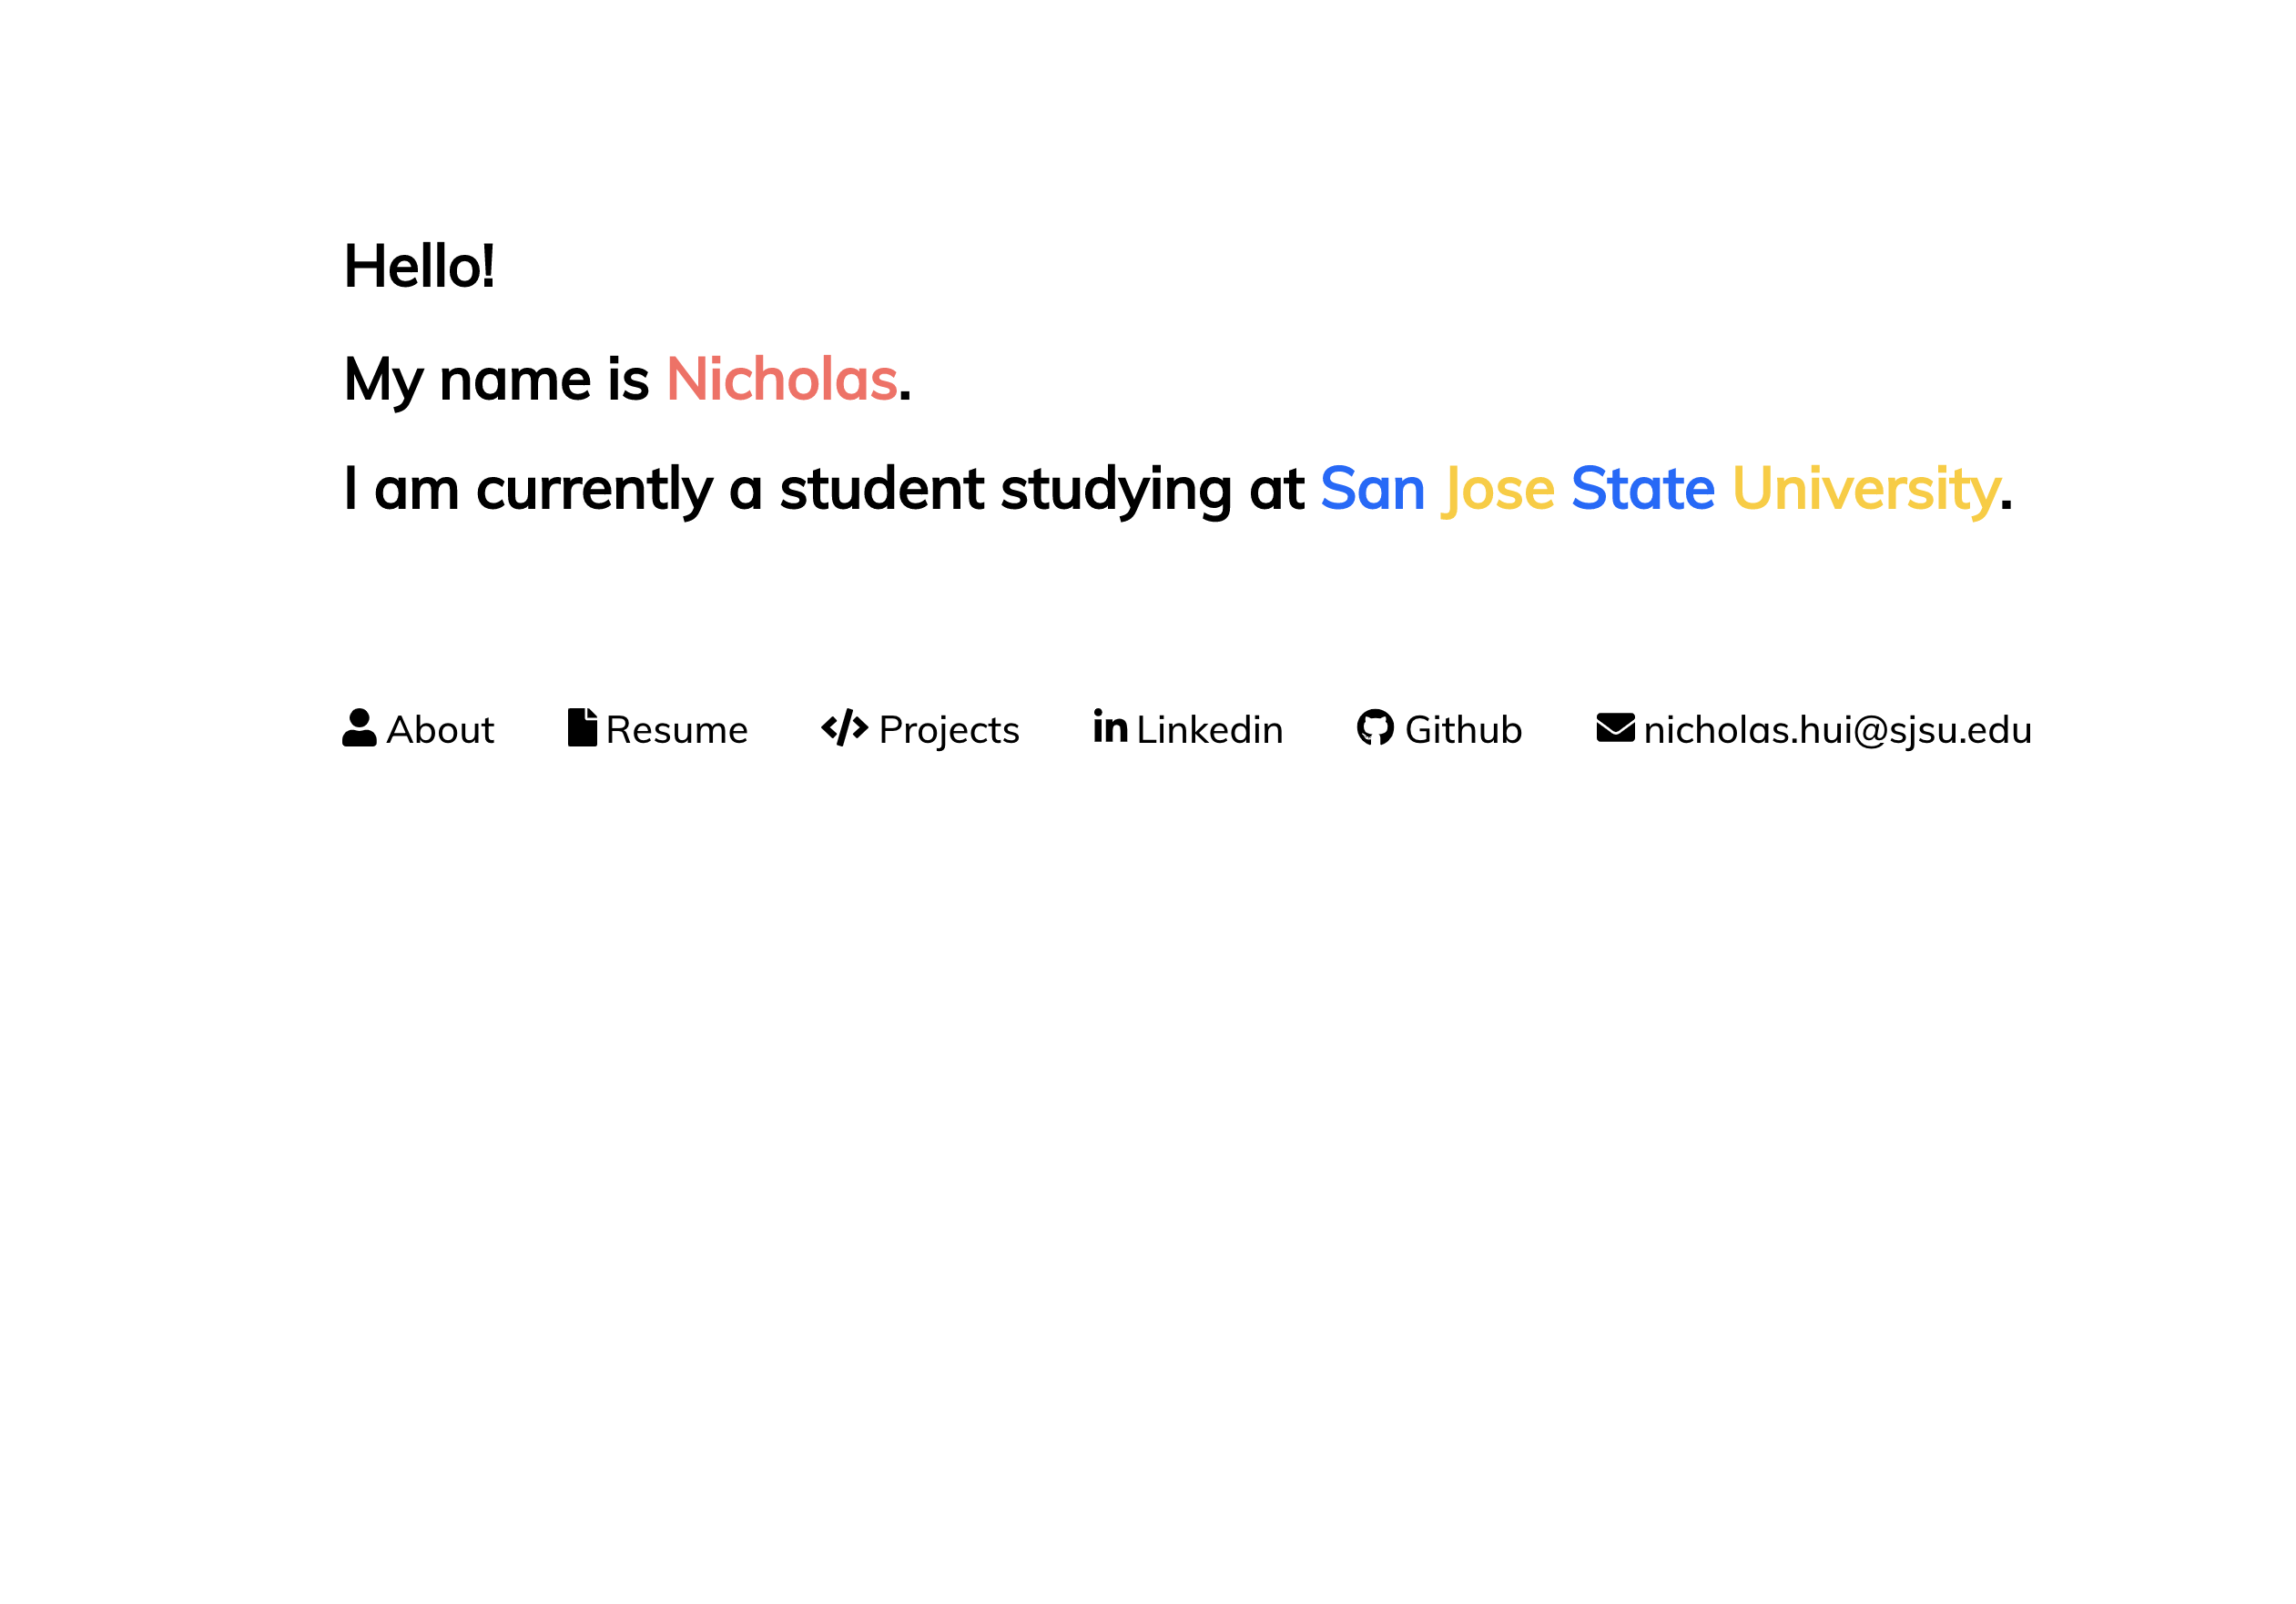 Hello!
My name is Nicholas.
I am currently a student studying at San Jose State University.
About Resume Projects Linkedin Github nicholas.hui@sjsu.edu